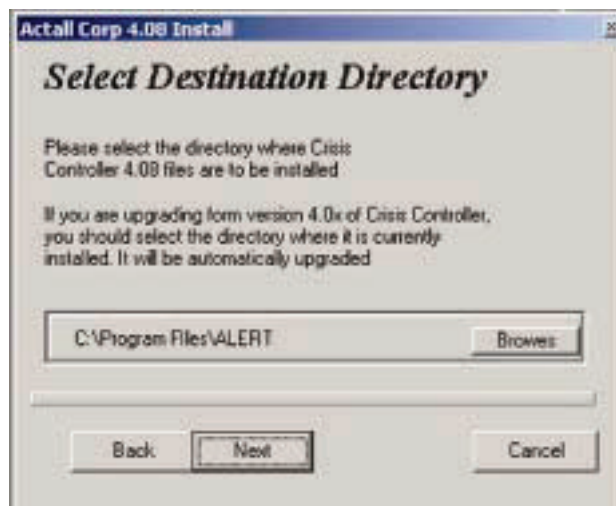 Actall Corp 4.08 Install
Select Destination Directory
Please select the directory where Crisis
Controller 4.08 files are to be installed
If you are upgrading form version 4.0x of Crisis Controller,
you should select the directory where it is currently
installed. It will be automatically upgraded
C:\Program Files\ALERT
Browes
Back
Next
Cancel